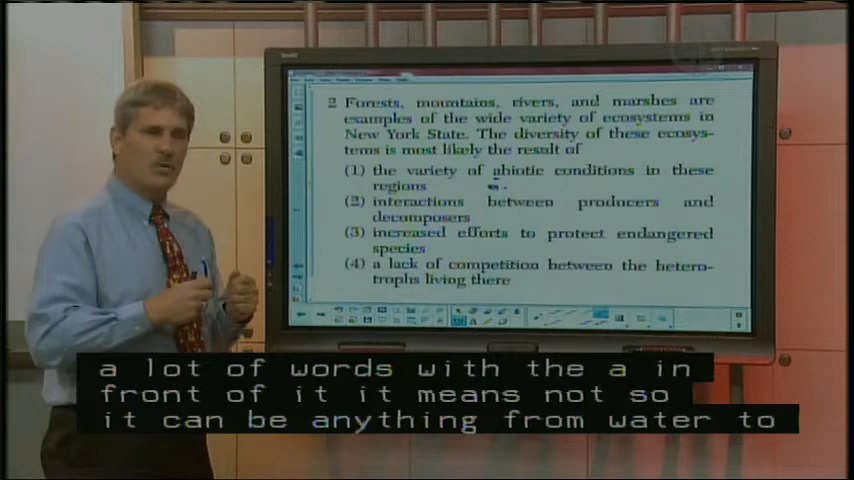 2 Forests, mountains, rivers, and marshes are
examples of the wide variety of ecosystems in
New York State. The diversity of these ecosys-
tems is most likely the result of
(1) the variety of abiotic conditions in these
regions
(2) interactions between producers and
decomposers
(3) increased efforts to protect endangered
species
(4) a lack of competition between the hetero-
trophs living there
a lot of words with the a in
front of it it means not so
it can be anything from water to